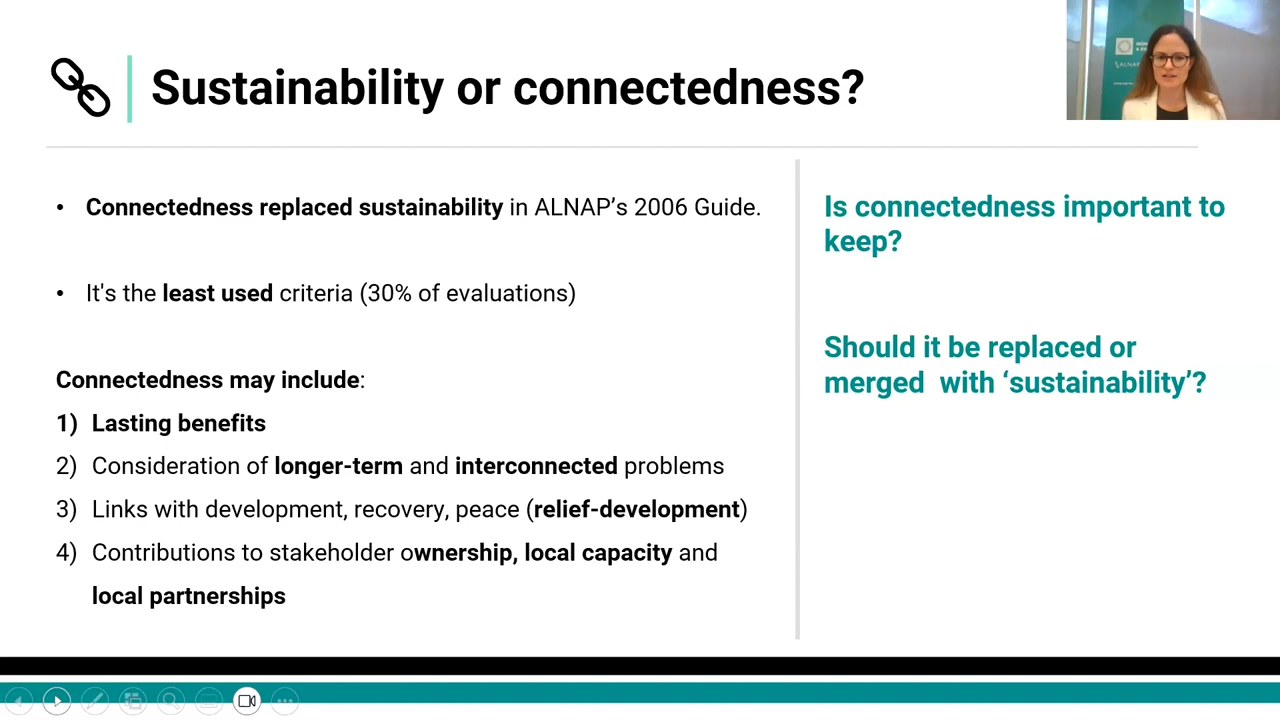 Sustainability or connectedness?
• Connectedness replaced sustainability in ALNAP’s 2006 Guide.
• It's the least used criteria (30% of evaluations)
Connectedness may include:
1) Lasting benefits
2) Consideration of longer-term and interconnected problems
3) Links with development, recovery, peace (relief-development)
4) Contributions to stakeholder ownership, local capacity and
local partnerships
Is connectedness important to
keep?
Should it be replaced or
merged with ‘sustainability’?
ALNAP